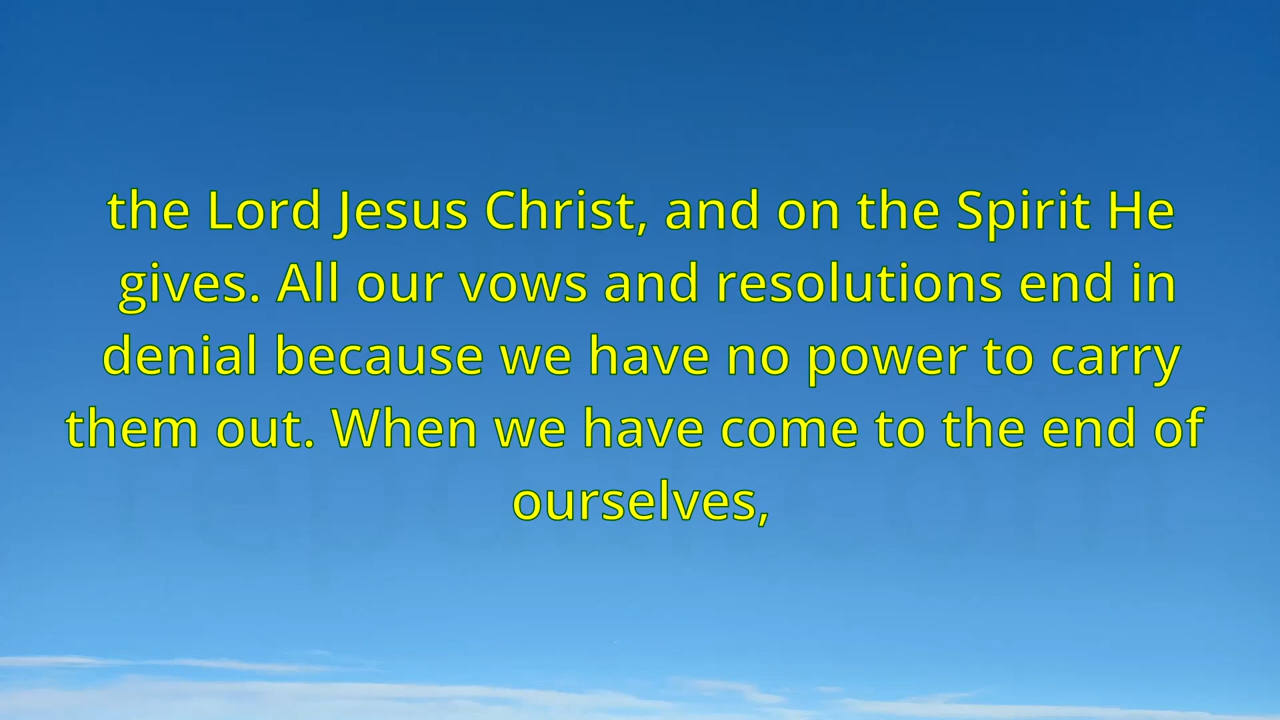 the Lord Jesus Christ, and on the Spirit He
gives. All our vows and resolutions end in
denial because we have no power to carry
them out. When we have come to the end of
ourselves,